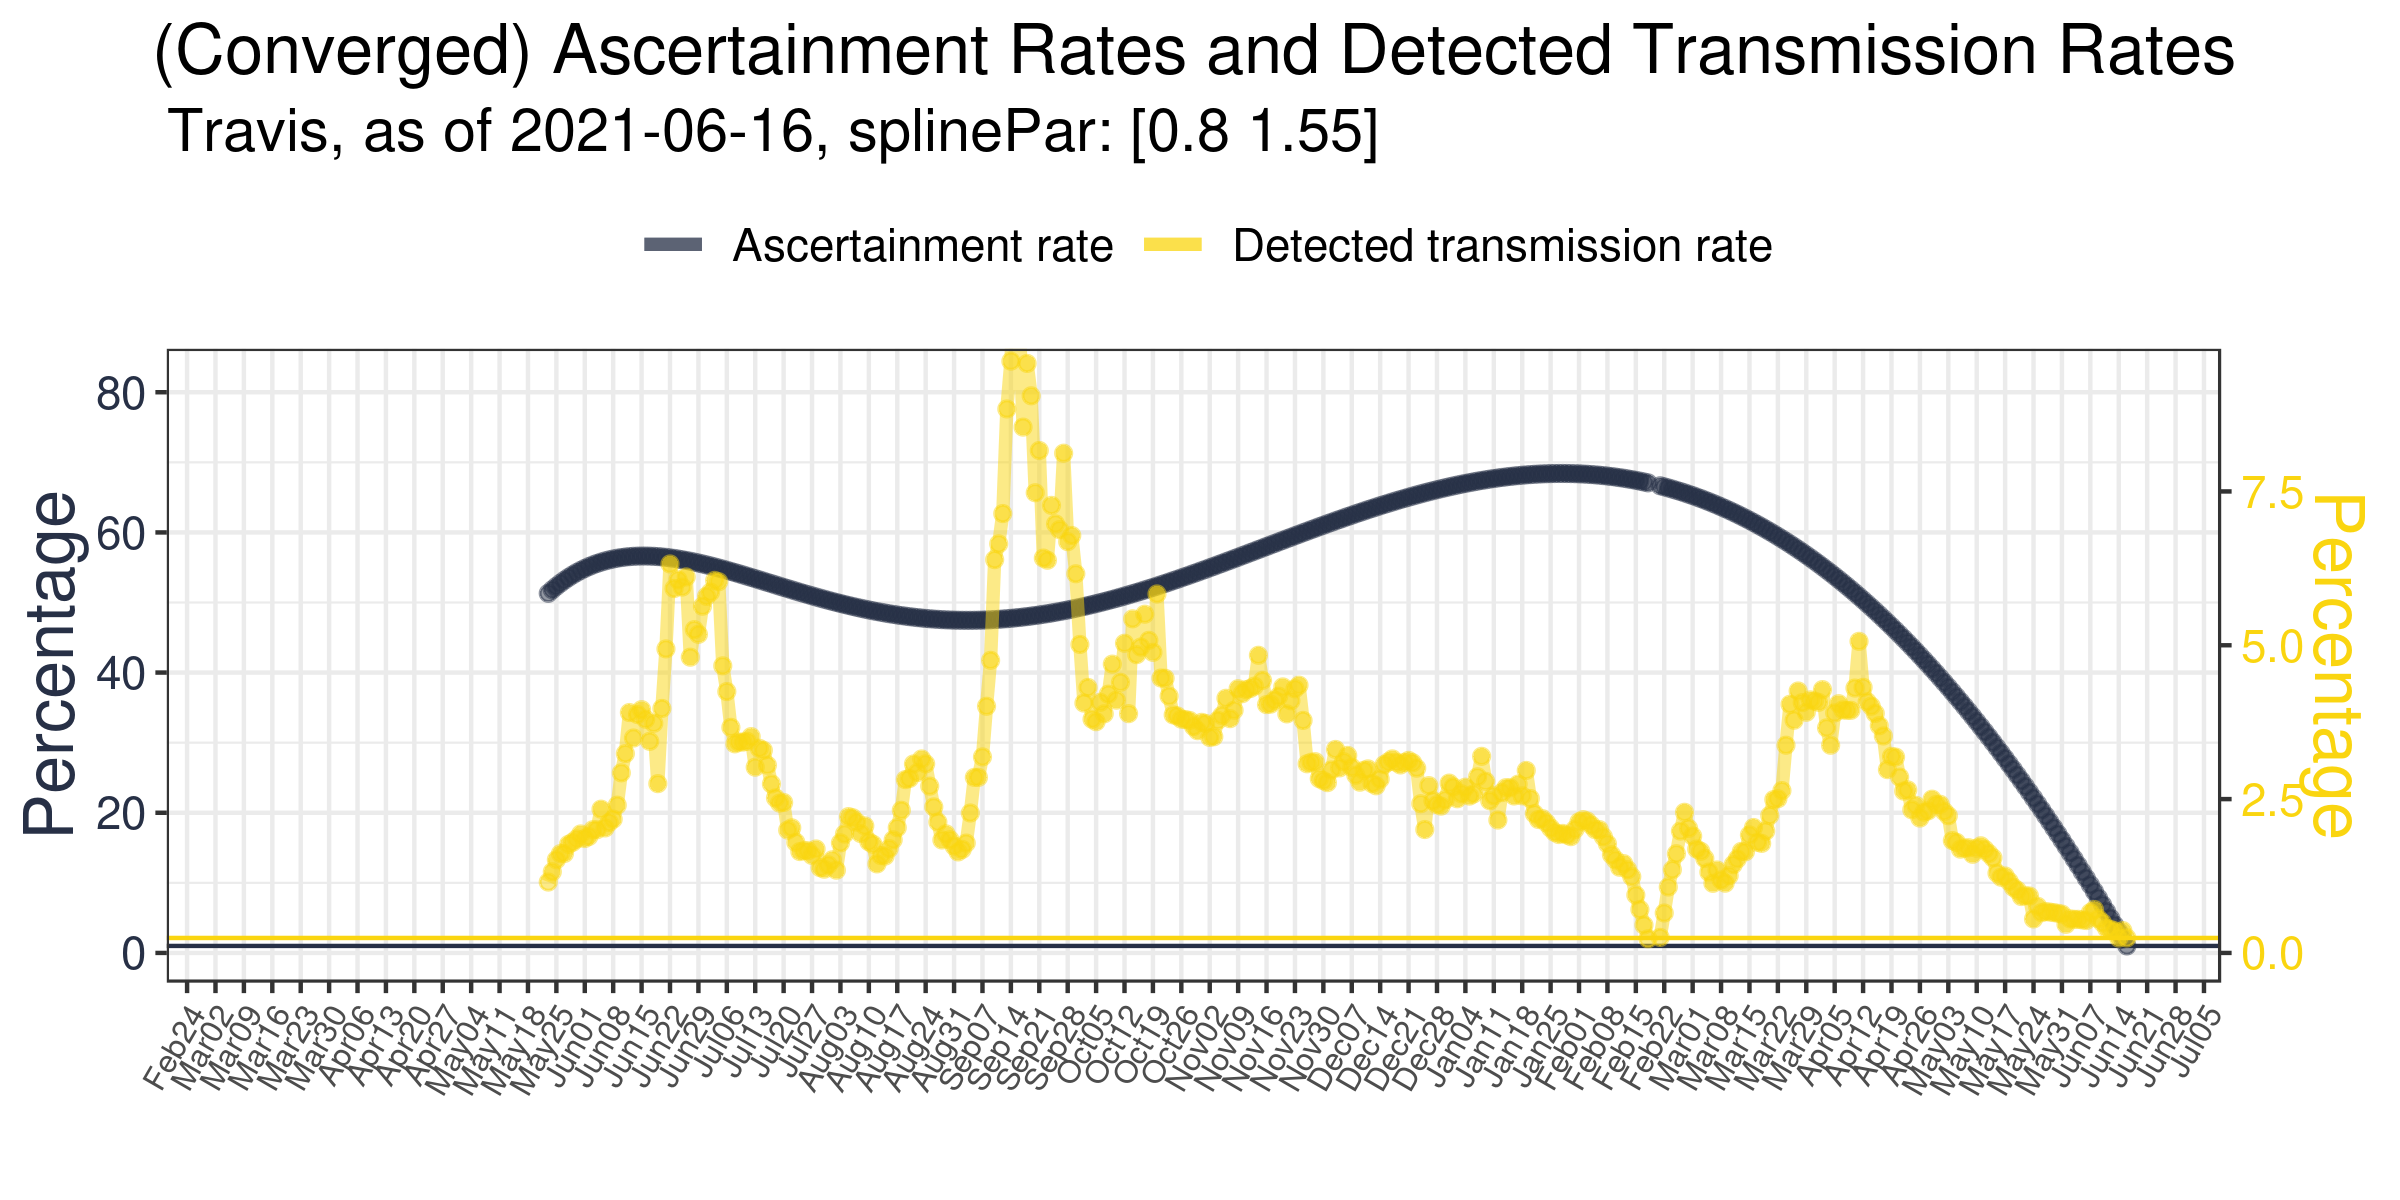 (Converged) Ascertainment Rates and Detected Transmission Rates
Travis, as of 2021-06-16, splinePar: [0.8 1.55]
Ascertainment rate
Detected transmission rate
Percentage
80
60
40
20
0
7.5
5.0
2.5
0.0
Percentage
Feb24
Mar02
Mar09
Mar16
Mar23
Mar30
Apr06
Apr13
Apr20
Apr27
May04
May11
May18
May25
Jun01
Jun08
Jun15
Jun22
Jun29
Jul06
Jul13
Jul20
Jul27
Aug03
Aug10
Aug17
Aug24
Aug31
Sep07
Sep14
Sep21
Sep28
Oct05
Oct12
Oct19
Oct26
Nov02
Nov09
Nov16
Nov23
Nov30
Dec07
Dec14
Dec21
Dec28
Jan04
Jan11
Jan18
Jan25
Feb01
Feb08
Feb15
Feb22
Mar01
Mar08
Mar15
Mar22
Mar29
Apr05
Apr12
Apr19
Apr26
May03
May10
May17
May24
May31
Jun07
Jun14
Jun21
Jun28
Jul05